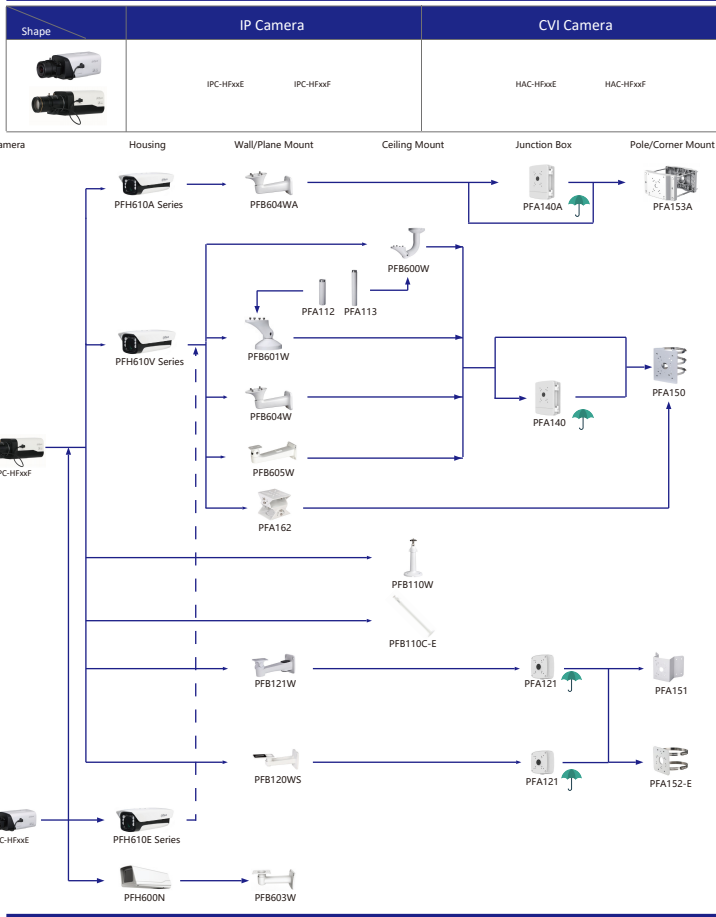 Shape
IP Camera
CVI Camera
IPC-HFxxE
IPC-HFxxF
HAC-HFxxE
HAC-HFxxF
amera
Housing
Wall/Plane Mount
Ceiling Mount
Junction Box
Pole/Corner Mount
PFH610A Series
PFB604WA
PFA140A
PFA153A
PFB600W
PFA112
PFA113
PFH610V Series
PFB601W
PFA150
PFB604W
PFA140
PC-HFxxF
PFB605W
PFA162
PFB110W
PFB110C-E
PFB121W
PFA121
PFA151
PFB120WS
PFA121
PFA152-E
C-HFxxE
PFH610E Series
PFH600N
PFB603W